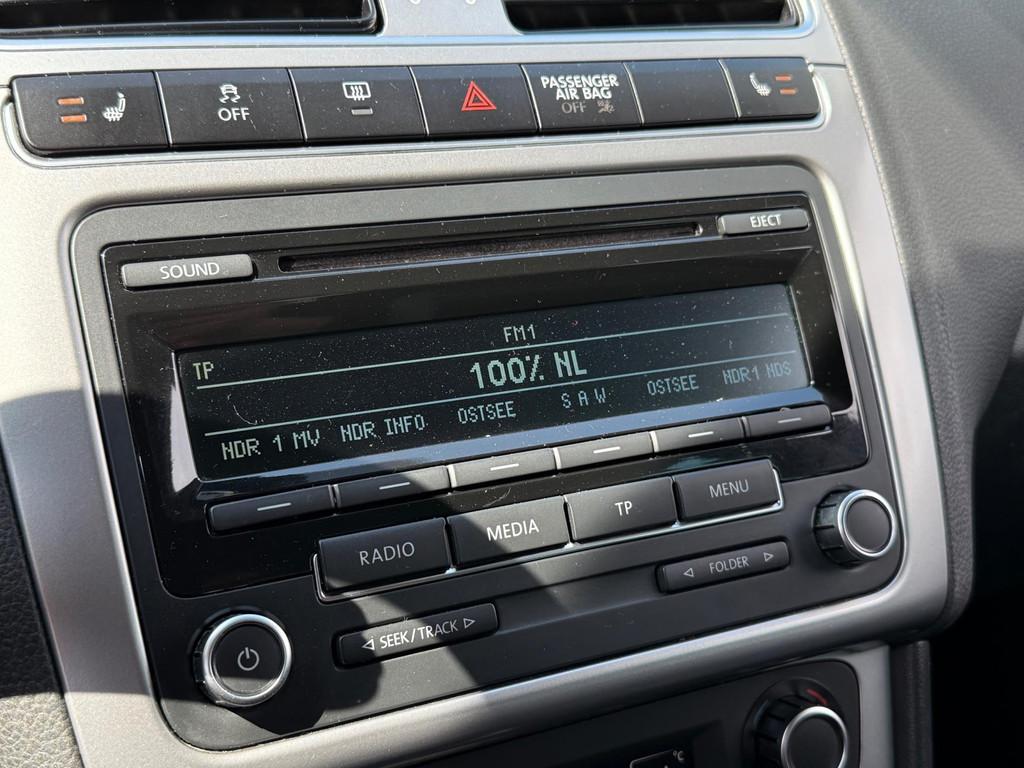 OFF
PASSENGER
AIR BAG
OFF
SOUND
EJECT
FM1
TP
100% NL
NDR 1 MV NDR INFO OSTSEE S A W OSTSEE NDR1 NDS
RADIO MEDIA TP MENU
SEEK/TRACK FOLDER
°C